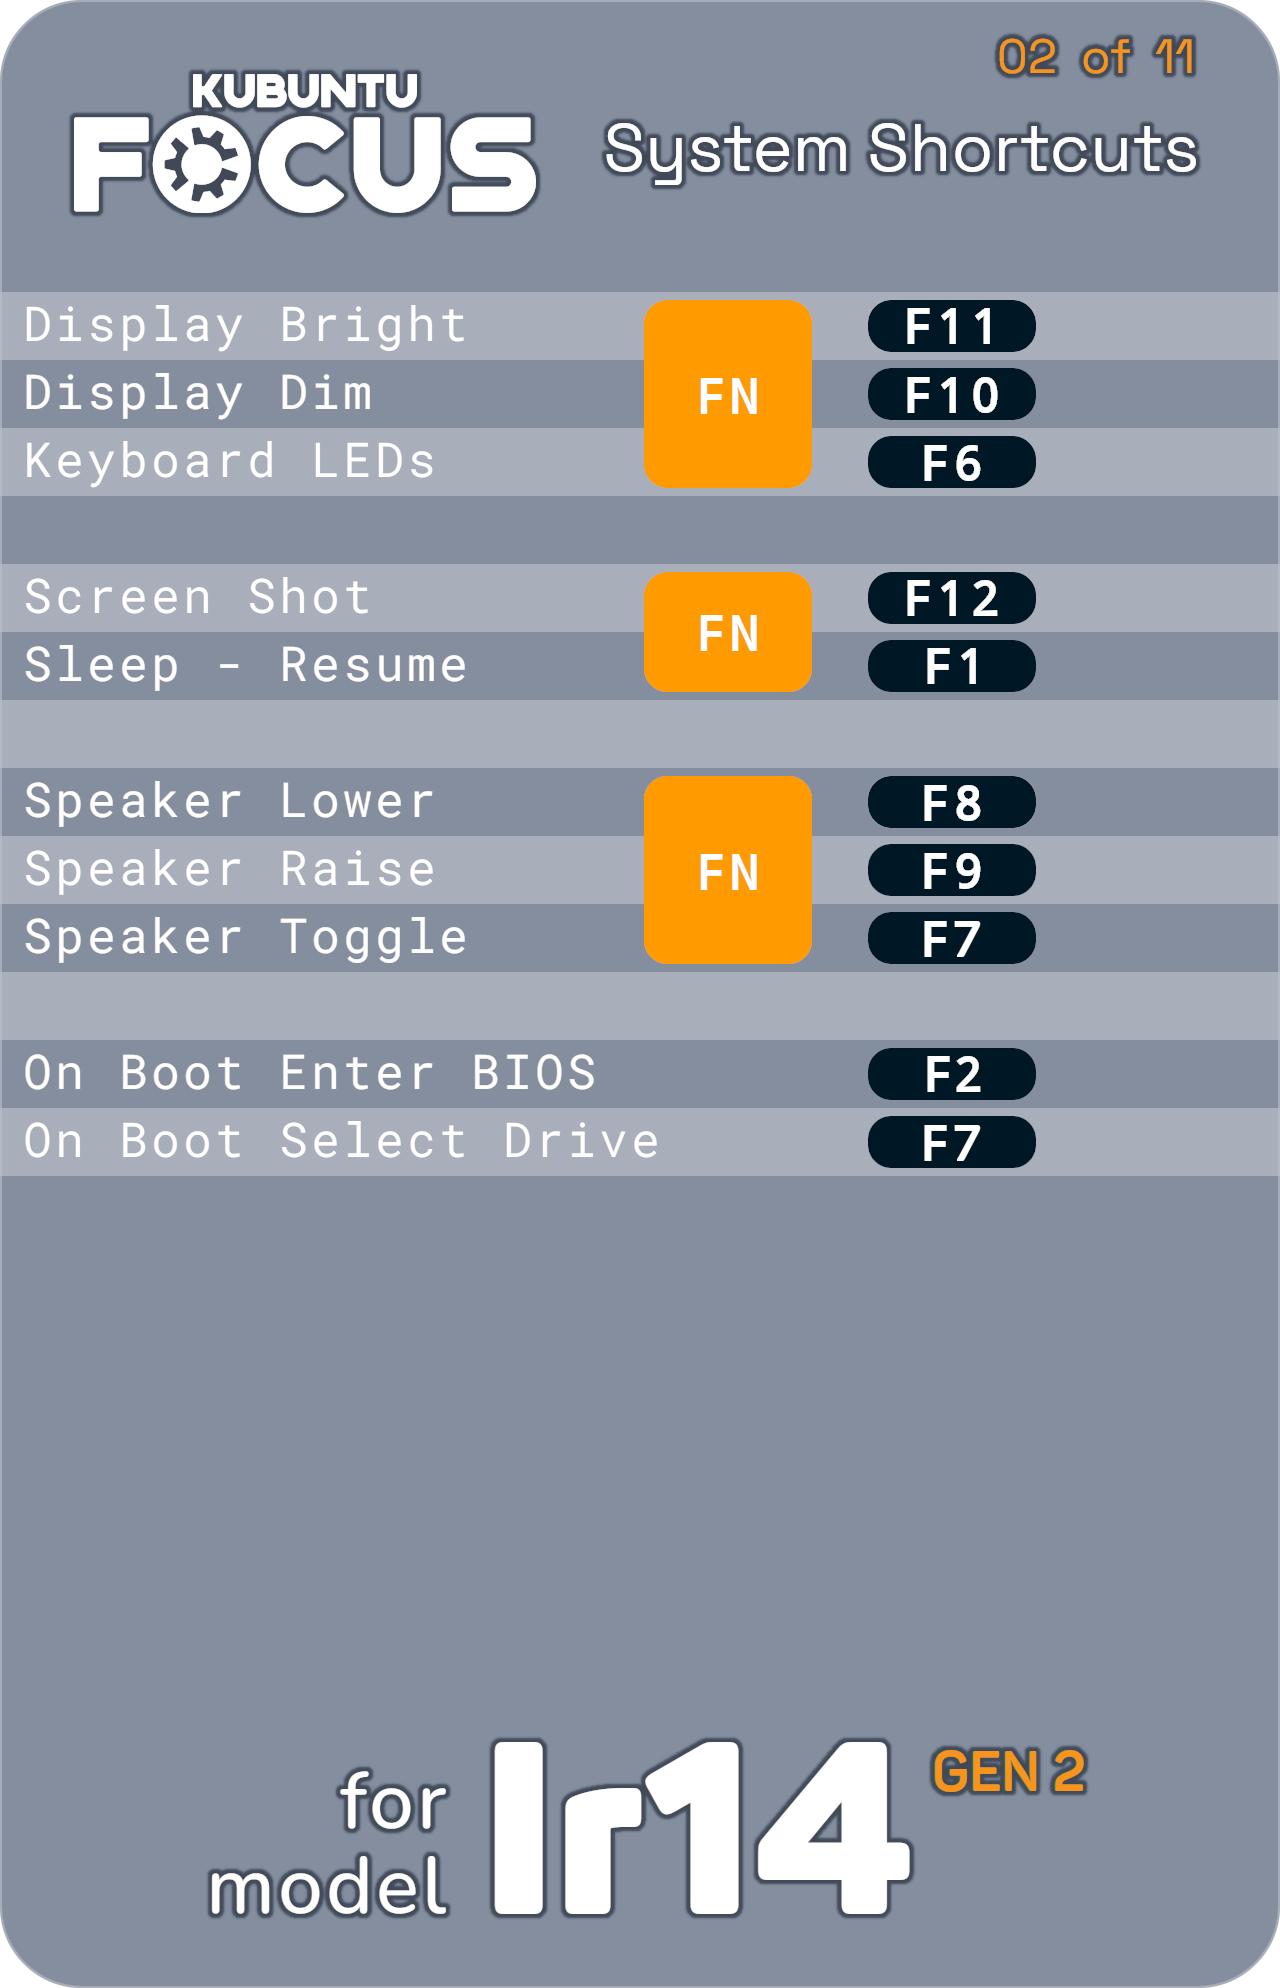 02 of 11
KUBUNTU
FOCUS
System Shortcuts
Display Bright F11
Display Dim FN F10
Keyboard LEDs F6
Screen Shot F12
FN
Sleep - Resume F1
Speaker Lower F8
Speaker Raise FN F9
Speaker Toggle F7
On Boot Enter BIOS F2
On Boot Select Drive F7
for model Ir14 GEN 2